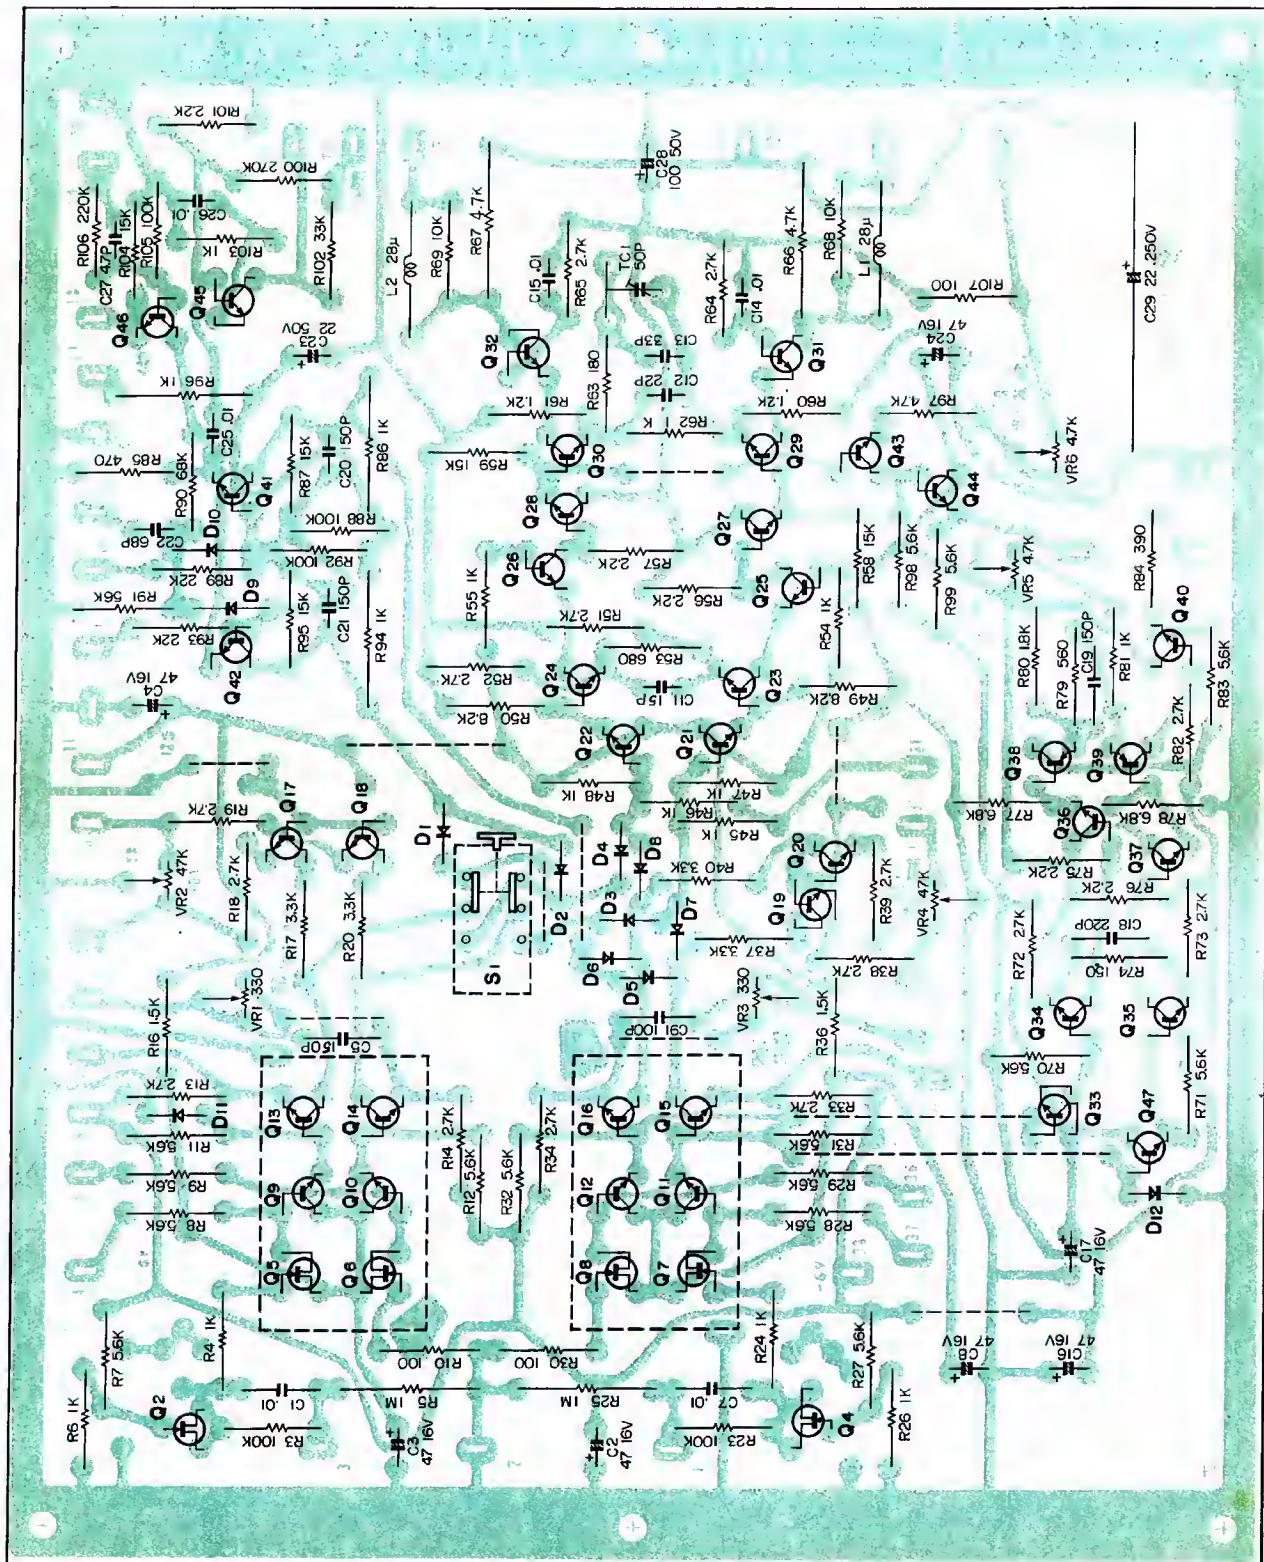 R101 2.2K
R100 270K
R106 220K
C27 4.7P
R104 15K
R105 100K
C26 .01
R103 1K
R102 33K
Q46
Q45
C23
22 50V
L2 28µ
R69 10K
R67 4.7K
C15 .01
R65 2.7K
TC1
50P
C28
100 50V
R64 2.7K
C14 .01
R66 4.7K
R68 10K
L1 28µ
R107 100
C29 22 250V
Q32
R63 180
C13 33P
C12
22P
Q31
C24
47 16V
R96 1K
R85 470
R90 68K
C25 .01
Q41
D10
C22 68P
R87 15K
C20 150P
R86 1K
R88 100K
R59 15K
R61 1.2K
Q30
Q28
Q26
R62 1K
R60 1.2K
Q29
Q27
R97 4.7K
Q43
Q44
VR6 4.7K
R89 22K
R91 56K
R93 22K
D9
Q42
R92 100K
R95 15K
C21 150P
R94 1K
R55 1K
R57 2.2K
R56 2.2K
R51 2.7K
R53 680
Q25
R54 1K
R58 15K
R98 5.6K
R99 5.6K
VR5 4.7K
R84 390
Q40
C4
47 16V
R52 2.7K
R50 8.2K
Q24
C11 15P
Q23
R49 8.2K
R80 1.8K
R79 560
C19 150P
R81 1K
R82 2.7K
R83 5.6K
Q22
Q21
R48 1K
R47 1K
R46 1K
R45 1K
Q38
Q39
R19 2.7K
Q17
Q18
D1
D4
D8
R40 3.3K
Q20
R77 6.8K
Q36
R78 6.8K
Q37
VR2 47K
R18 2.7K
R17 3.3K
R20 3.3K
S1
D2
D3
D7
Q19
R39 2.7K
VR4 47K
R75 2.2K
R76 2.2K
C18 220P
R74 150
R72 2.7K
R73 2.7K
D6
D5
R37 3.3K
R38 2.7K
R16 1.5K
VR1 330
C5 150P
C91 100P
VR3 330
R36 1.5K
Q34
Q35
R70 5.6K
R71 5.6K
R13 2.7K
D11
R11 5.6K
R9 5.6K
R8 5.6K
Q13
Q14
Q9
Q10
Q5
Q6
R14 2.7K
R12 5.6K
R32 5.6K
R34 2.7K
Q16
Q15
Q12
Q11
Q8
Q7
R33 2.7K
R31 5.6K
R29 5.6K
R28 5.6K
Q33
Q47
D12
C17
47 16V
R7 5.6K
R6 1K
R4 1K
Q2
C1 .01
R3 100K
R10 100
R30 100
R5 1M
R25 1M
C3
47 16V
C2
47 16V
R24 1K
C7 .01
R23 100K
Q4
R27 5.6K
R26 1K
C8
47 16V
C16
47 16V